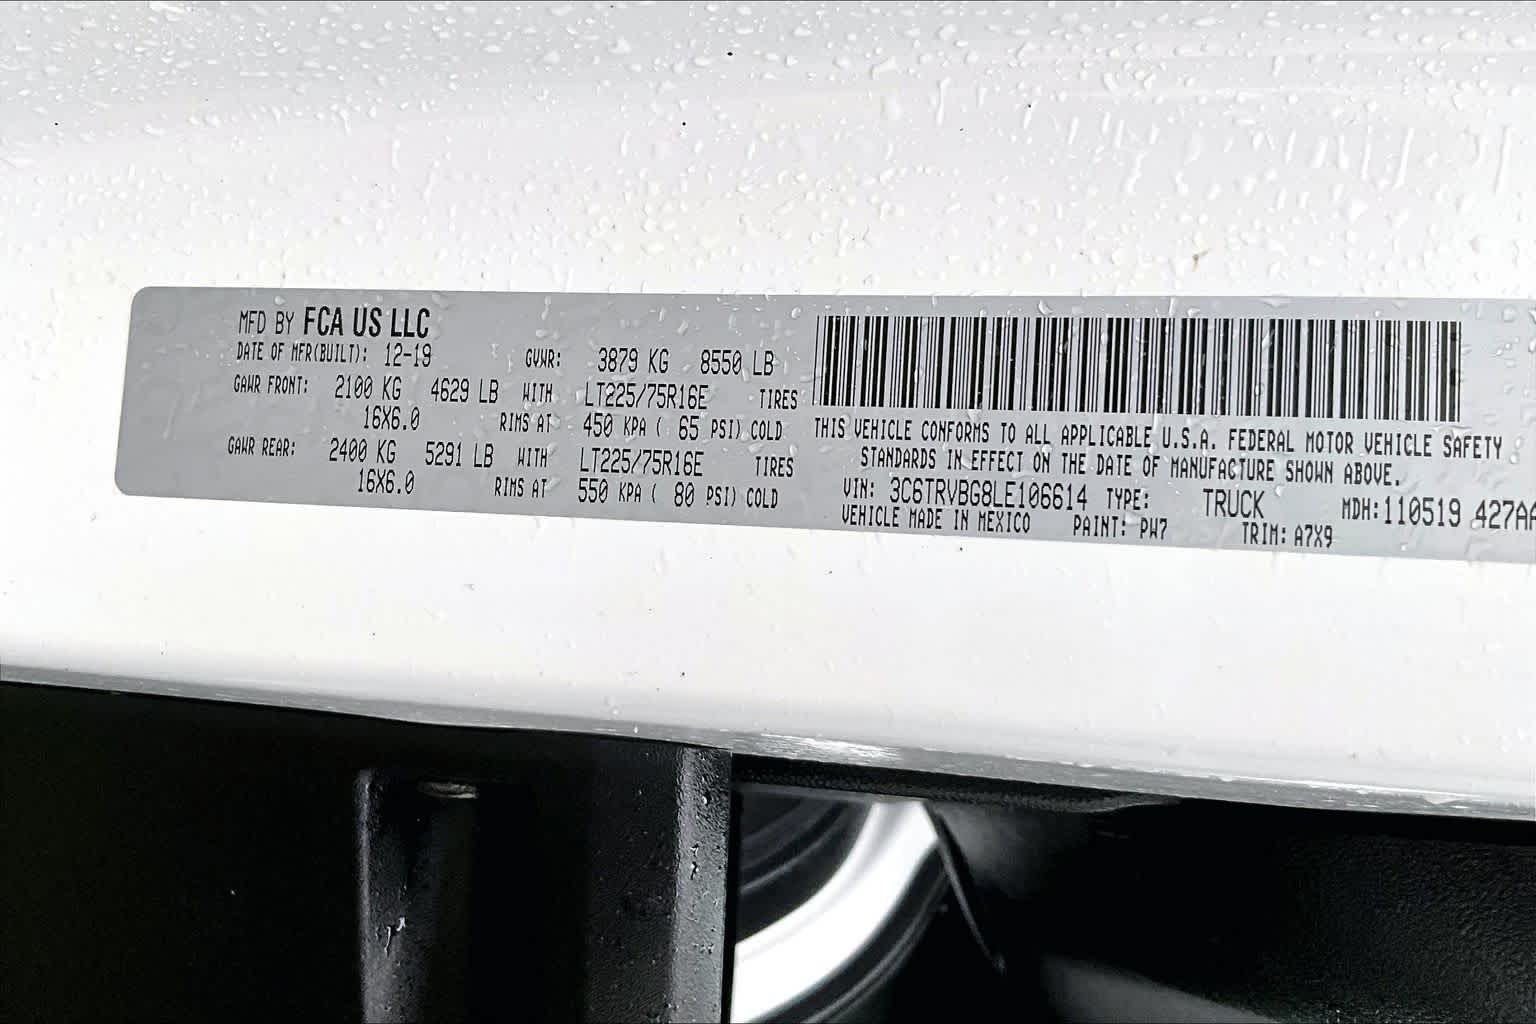 MFD BY FCA US LLC
DATE OF MFR(BUILT): 12-19 GVWR: 3879 KG 8550 LB
GAWR FRONT: 2100 KG 4629 LB WITH LT225/75R16E TIRES
16X6.0 RIMS AT 450 KPA ( 65 PSI) COLD
GAWR REAR: 2400 KG 5291 LB WITH LT225/75R16E TIRES
16X6.0 RIMS AT 550 KPA ( 80 PSI) COLD
THIS VEHICLE CONFORMS TO ALL APPLICABLE U.S.A. FEDERAL MOTOR VEHICLE SAFETY
STANDARDS IN EFFECT ON THE DATE OF MANUFACTURE SHOWN ABOVE.
VIN: 3C6TRVBG8LE106614 TYPE: TRUCK MDH:110519 427AA
VEHICLE MADE IN MEXICO PAINT: PW7 TRIM: A7X9